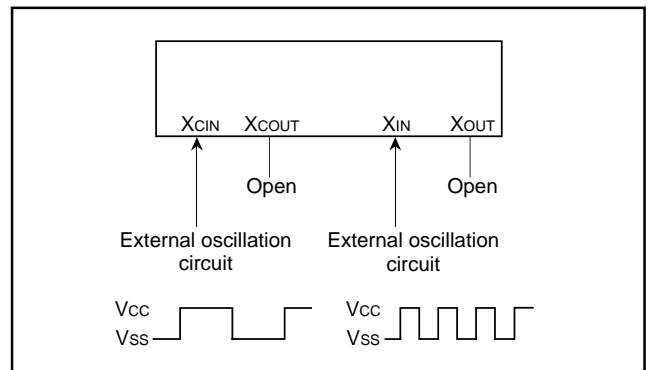 XCIN XCOUT XIN XOUT
Open Open
External oscillation circuit
External oscillation circuit
VCC
VSS
VCC
VSS